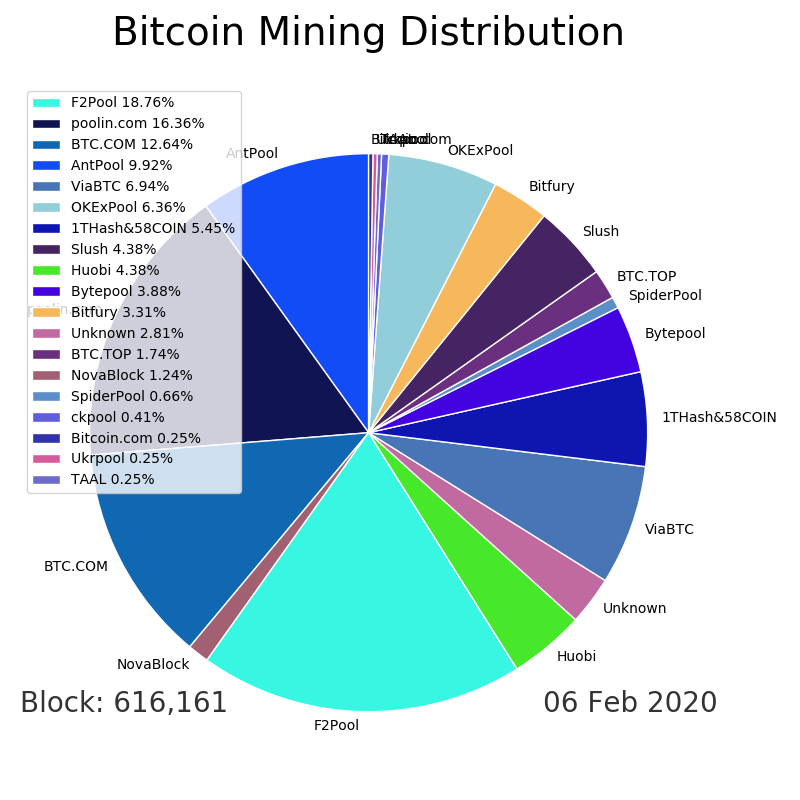 Bitcoin Mining Distribution
F2Pool 18.76%
poolin.com 16.36%
BTC.COM 12.64%
AntPool 9.92%
ViaBTC 6.94%
OKExPool 6.36%
1THash&58COIN 5.45%
Slush 4.38%
Huobi 4.38%
Bytepool 3.88%
Bitfury 3.31%
Unknown 2.81%
BTC.TOP 1.74%
NovaBlock 1.24%
SpiderPool 0.66%
ckpool 0.41%
Bitcoin.com 0.25%
Ukrpool 0.25%
TAAL 0.25%
AntPool
OKExPool
Bitfury
Slush
BTC.TOP
SpiderPool
Bytepool
1THash&58COIN
ViaBTC
Unknown
Huobi
F2Pool
NovaBlock
BTC.COM
poolin.com
Block: 616,161
06 Feb 2020